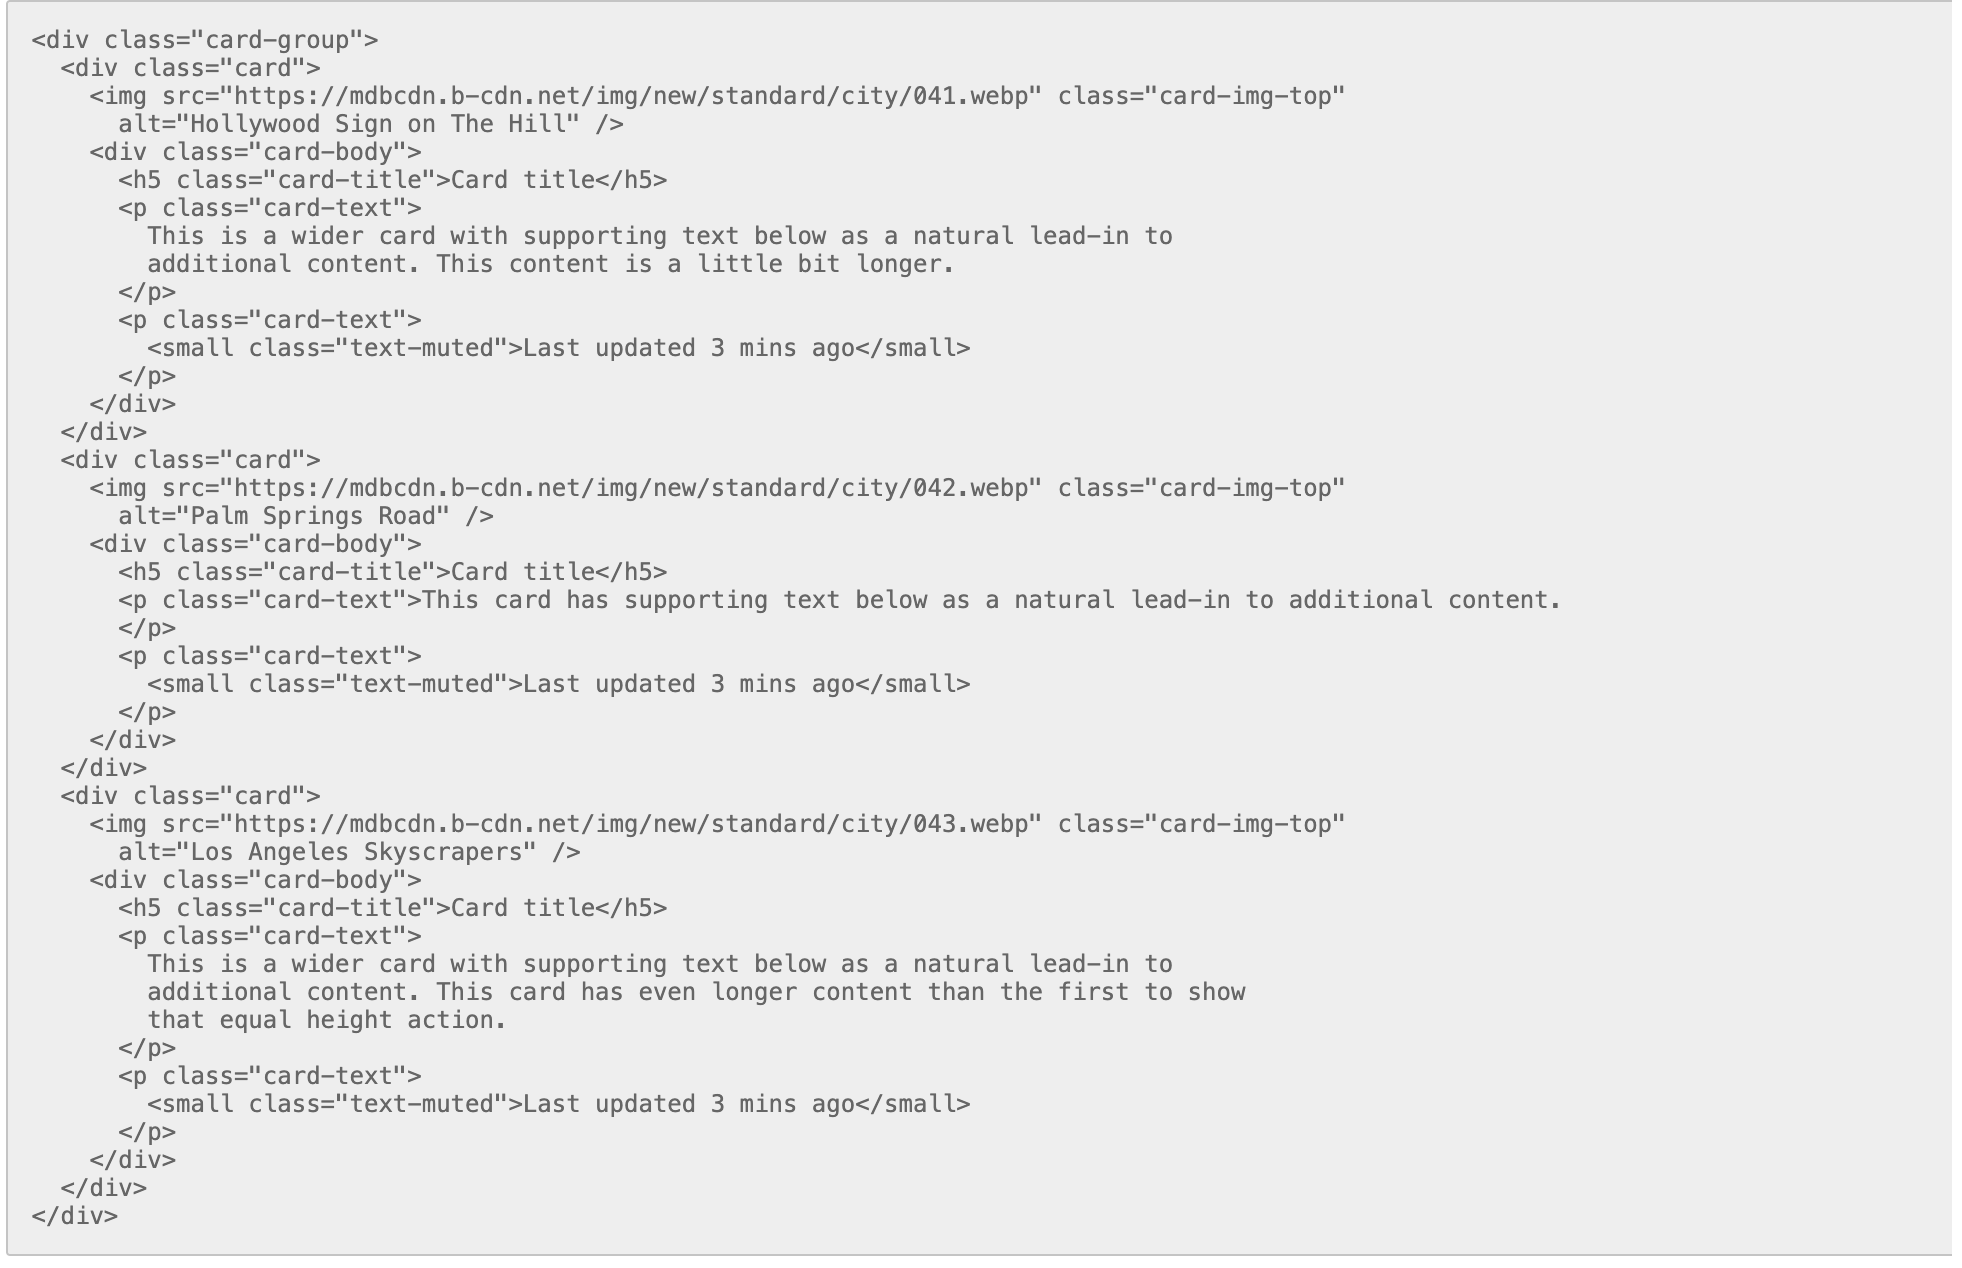 <div class="card-group">
  <div class="card">
    <img src="https://mdbcdn.b-cdn.net/img/new/standard/city/041.webp" class="card-img-top"
      alt="Hollywood Sign on The Hill" />
    <div class="card-body">
      <h5 class="card-title">Card title</h5>
      <p class="card-text">
        This is a wider card with supporting text below as a natural lead-in to
        additional content. This content is a little bit longer.
      </p>
      <p class="card-text">
        <small class="text-muted">Last updated 3 mins ago</small>
      </p>
    </div>
  </div>
  <div class="card">
    <img src="https://mdbcdn.b-cdn.net/img/new/standard/city/042.webp" class="card-img-top"
      alt="Palm Springs Road" />
    <div class="card-body">
      <h5 class="card-title">Card title</h5>
      <p class="card-text">This card has supporting text below as a natural lead-in to additional content.
      </p>
      <p class="card-text">
        <small class="text-muted">Last updated 3 mins ago</small>
      </p>
    </div>
  </div>
  <div class="card">
    <img src="https://mdbcdn.b-cdn.net/img/new/standard/city/043.webp" class="card-img-top"
      alt="Los Angeles Skyscrapers" />
    <div class="card-body">
      <h5 class="card-title">Card title</h5>
      <p class="card-text">
        This is a wider card with supporting text below as a natural lead-in to
        additional content. This card has even longer content than the first to show
        that equal height action.
      </p>
      <p class="card-text">
        <small class="text-muted">Last updated 3 mins ago</small>
      </p>
    </div>
  </div>
</div>